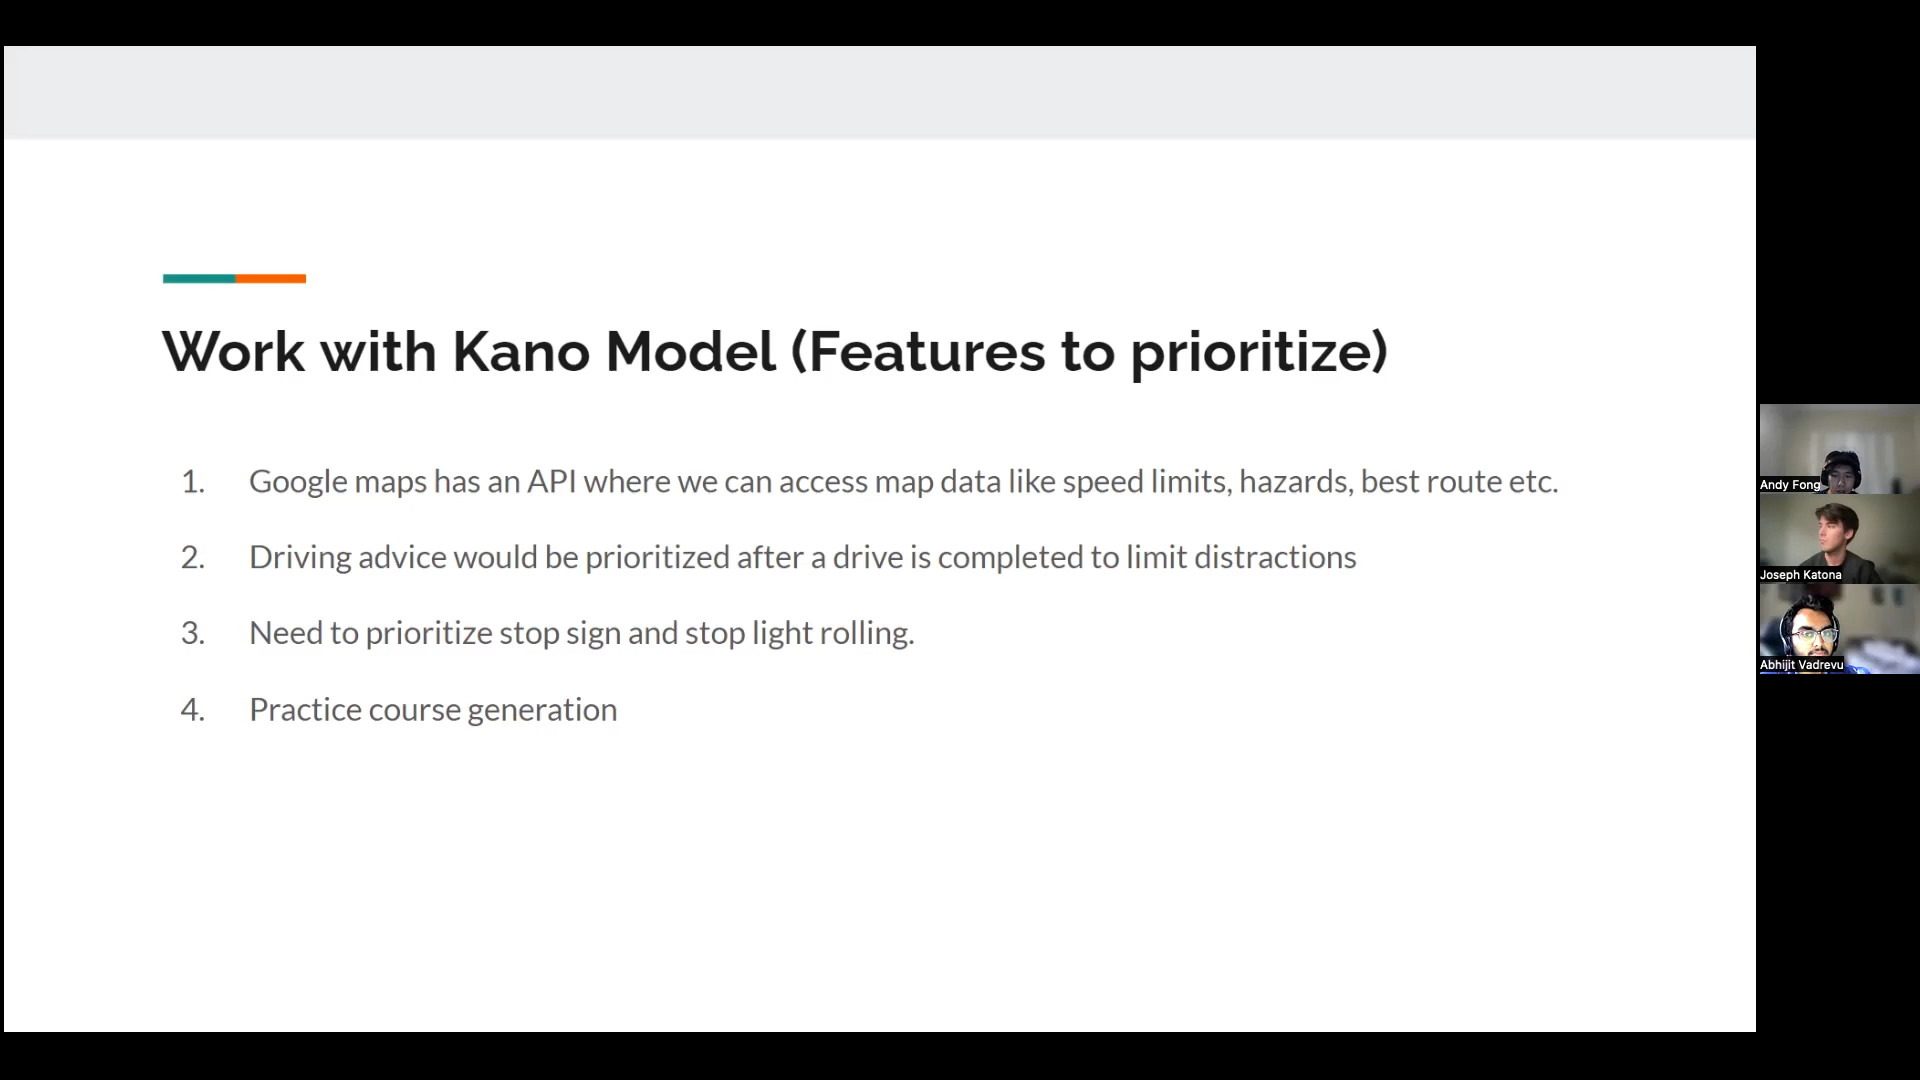 Work with Kano Model (Features to prioritize)
1. Google maps has an API where we can access map data like speed limits, hazards, best route etc.
2. Driving advice would be prioritized after a drive is completed to limit distractions
3. Need to prioritize stop sign and stop light rolling.
4. Practice course generation
Andy Fong
Joseph Katona
Abhijit Vadrevu